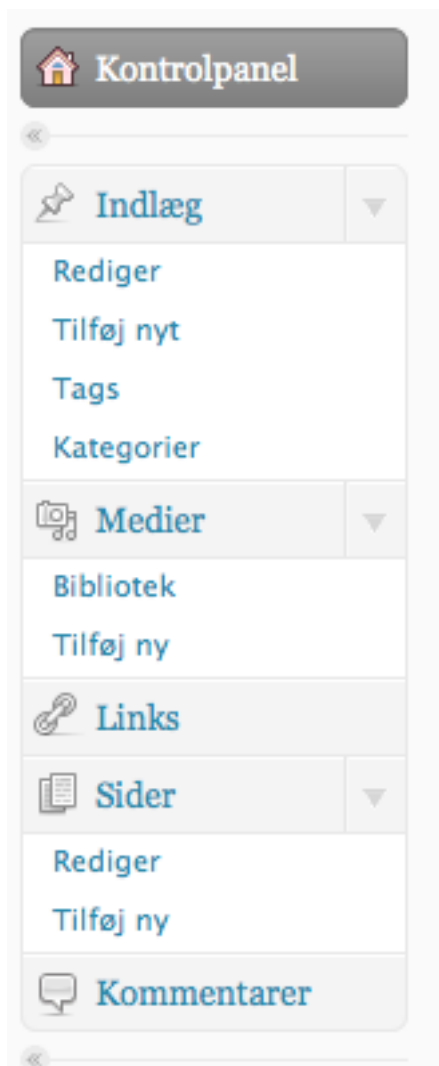 Kontrolpanel
Indlæg
Rediger
Tilføj nyt
Tags
Kategorier
Medier
Bibliotek
Tilføj ny
Links
Sider
Rediger
Tilføj ny
Kommentarer